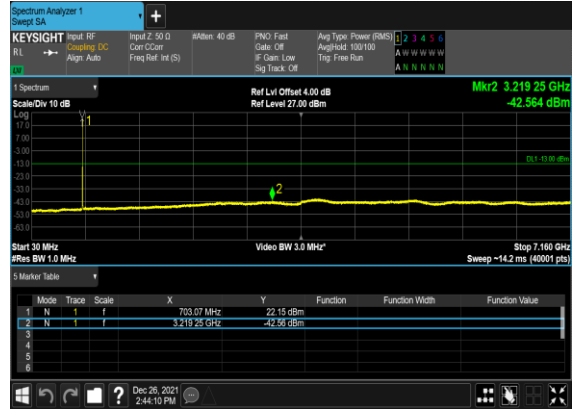 Spectrum Analyzer 1
Swept SA
KEYSIGHT Input: RF Input Z: 50 Ω #Atten: 40 dB PNO: Fast Avg Type: Power (RMS) 1 2 3 4 5 6
RL Coupling: DC Corr CCorr Gate: Off Avg|Hold: 100/100 A W W W W W
Align: Auto Freq Ref: Int (S) IF Gain: Low Trig: Free Run
Sig Track: Off A N N N N N
1 Spectrum Ref Lvl Offset 4.00 dB Mkr2 3.219 25 GHz
Scale/Div 10 dB Ref Level 27.00 dBm -42.564 dBm
Log
17.0
7.00
-3.00
-13.0
-23.0
-33.0
-43.0
-53.0
-63.0
1
DL1 -13.00 dBm
2
Start 30 MHz Video BW 3.0 MHz* Stop 7.160 GHz
#Res BW 1.0 MHz Sweep ~14.2 ms (40001 pts)
5 Marker Table
Mode Trace Scale X Y Function Function Width Function Value
1 N 1 f 703.07 MHz 22.15 dBm
2 N 1 f 3.219 25 GHz -42.56 dBm
3
4
5
6
? Dec 26, 2021
2:44:10 PM